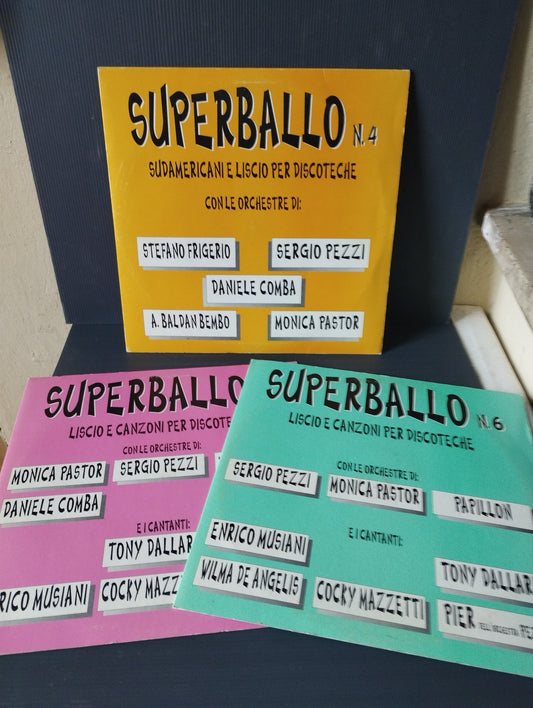 SUPERBALLO N.4
SUDAMERICANI E LISCIO PER DISCOTECHE
CON LE ORCHESTRE DI:
STEFANO FRIGERIO SERGIO PEZZI
DANIELE COMBA
A. BALDAN BEMBO MONICA PASTOR
SUPERBALLO
LISCIO E CANZONI PER DISCOTE
CON LE ORCHESTRE DI:
MONICA PASTOR SERGIO PEZZI
DANIELE COMBA
E I CANTANTI:
TONY DALLAR
RICO MUSIANI COCKY MAZZ
SUPERBALLO N.6
LISCIO E CANZONI PER DISCOTECHE
CON LE ORCHESTRE DI:
SERGIO PEZZI MONICA PASTOR PAPILLON
E I CANTANTI:
ENRICO MUSIANI TONY DALLAR
WILMA DE ANGELIS COCKY MAZZETTI PIER DELL'ORCHESTRA PEZ